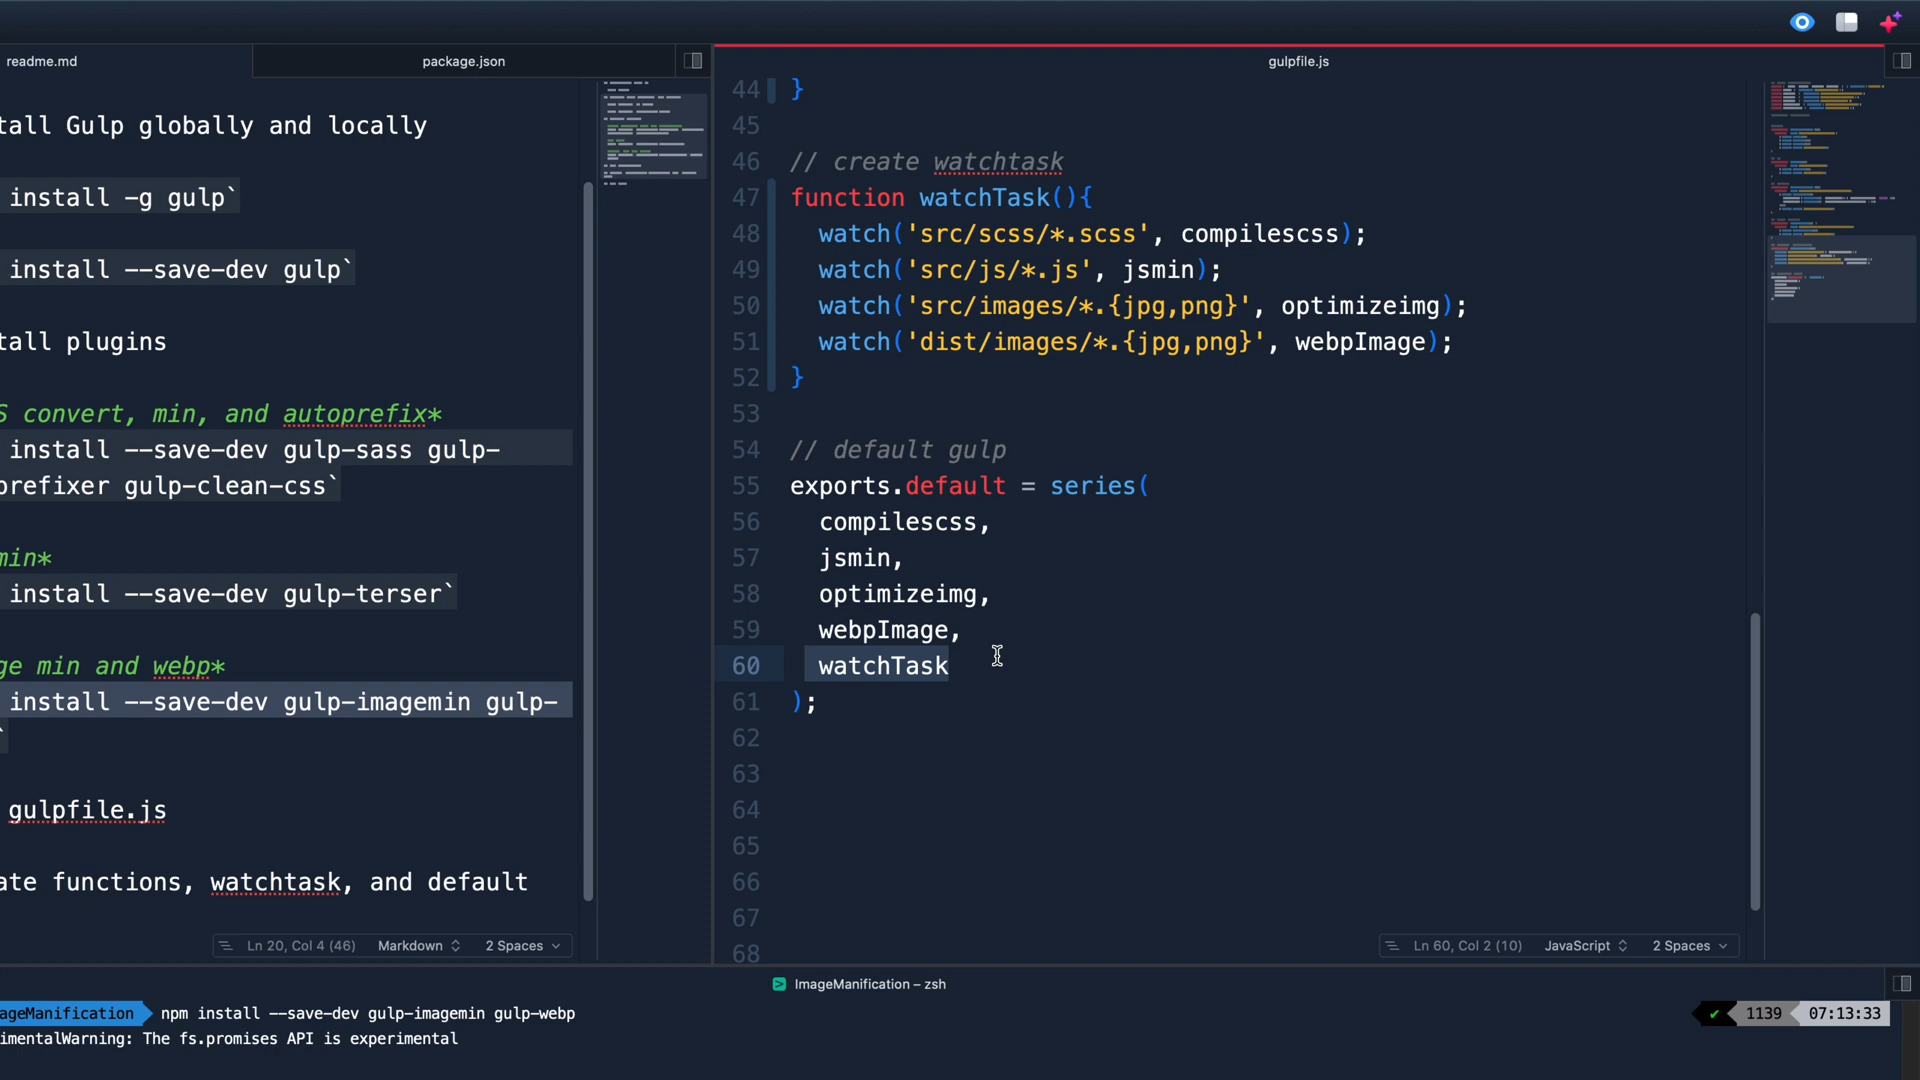 readme.md
package.json
tall Gulp globally and locally
install -g gulp`
install --save-dev gulp`
tall plugins
S convert, min, and autoprefix*
install --save-dev gulp-sass gulp-
prefixer gulp-clean-css`
min*
install --save-dev gulp-terser`
ge min and webp*
install --save-dev gulp-imagemin gulp-
`
gulpfile.js
ate functions, watchtask, and default
Ln 20, Col 4 (46) Markdown 2 Spaces
gulpfile.js
44 }
45
46 // create watchtask
47 function watchTask(){
48 watch('src/scss/*.scss', compilescss);
49 watch('src/js/*.js', jsmin);
50 watch('src/images/*.{jpg,png}', optimizeimg);
51 watch('dist/images/*.{jpg,png}', webpImage);
52 }
53
54 // default gulp
55 exports.default = series(
56 compilescss,
57 jsmin,
58 optimizeimg,
59 webpImage,
60 watchTask
61 );
62
63
64
65
66
67
68
Ln 60, Col 2 (10) JavaScript 2 Spaces
ImageManification – zsh
ageManification npm install --save-dev gulp-imagemin gulp-webp
✔ 1139 07:13:33
imentalWarning: The fs.promises API is experimental